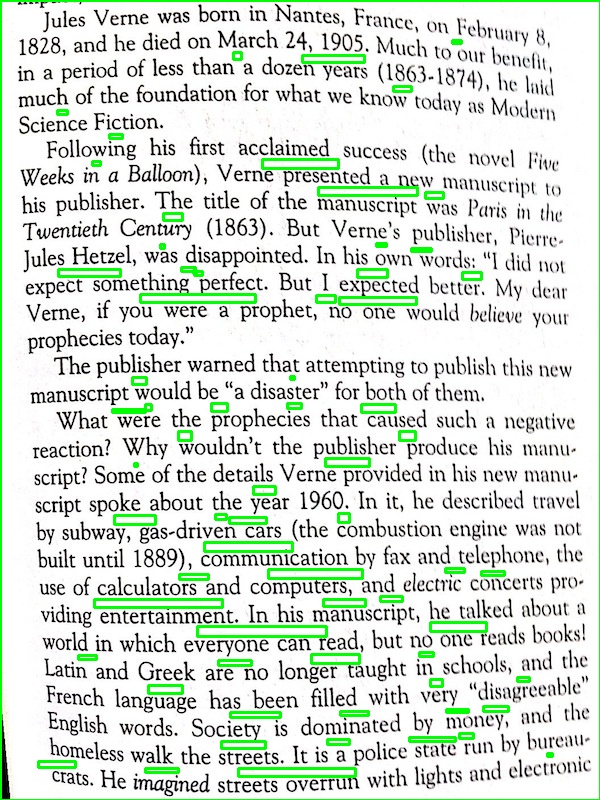 Jules Verne was born in Nantes, France, on February 8,
1828, and he died on March 24, 1905. Much to our benefit,
in a period of less than a dozen years (1863-1874), he laid
much of the foundation for what we know today as Modern
Science Fiction.
Following his first acclaimed success (the novel Five
Weeks in a Balloon), Verne presented a new manuscript to
his publisher. The title of the manuscript was Paris in the
Twentieth Century (1863). But Verne's publisher, Pierre-
Jules Hetzel, was disappointed. In his own words: "I did not
expect something perfect. But I expected better. My dear
Verne, if you were a prophet, no one would believe your
prophecies today."
The publisher warned that attempting to publish this new
manuscript would be "a disaster" for both of them.
What were the prophecies that caused such a negative
reaction? Why wouldn't the publisher produce his manu-
script? Some of the details Verne provided in his new manu-
script spoke about the year 1960. In it, he described travel
by subway, gas-driven cars (the combustion engine was not
built until 1889), communication by fax and telephone, the
use of calculators and computers, and electric concerts pro-
viding entertainment. In his manuscript, he talked about a
world in which everyone can read, but no one reads books!
Latin and Greek are no longer taught in schools, and the
French language has been filled with very "disagreeable"
English words. Society is dominated by money, and the
homeless walk the streets. It is a police state run by bureau-
crats. He imagined streets overrun with lights and electronic